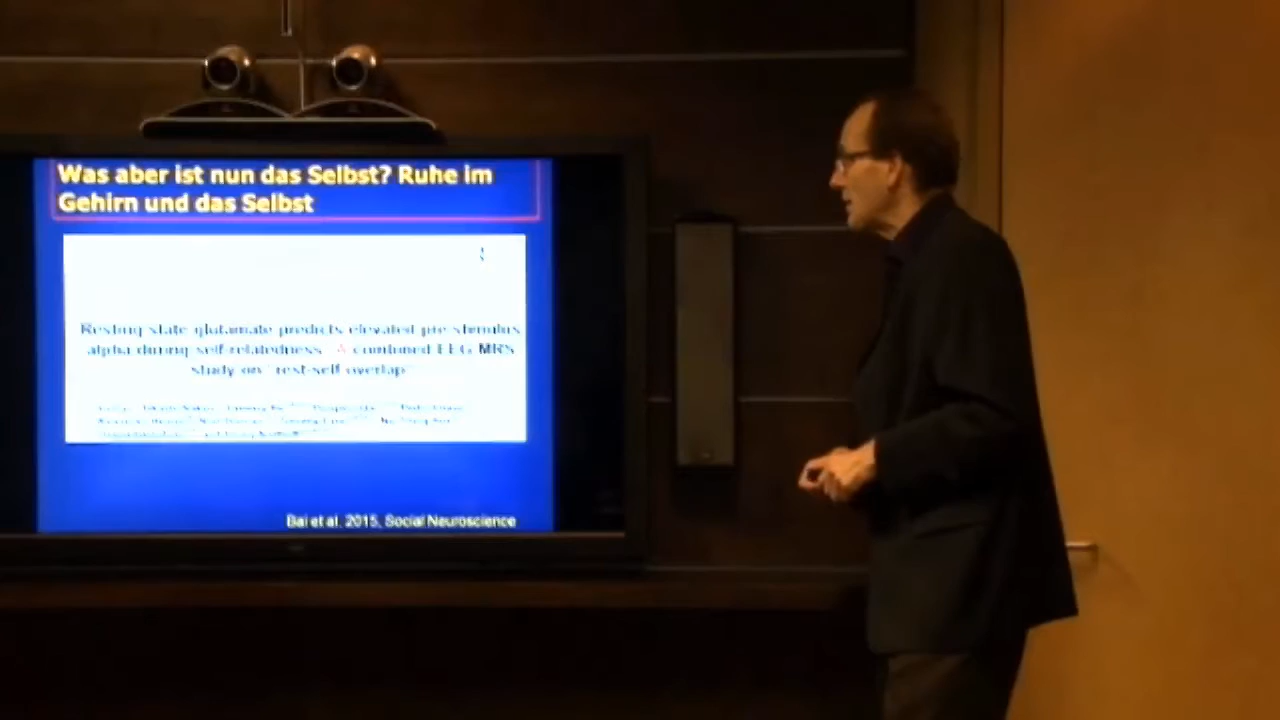 Was aber ist nun das Selbst? Ruhe im
Gehirn und das Selbst
Resting state glutamate predicts elevated pre stimulus
alpha during self-relatedness A combined EEG MRS
study on "rest-self overlap"
Bai et al. 2015, Social Neuroscience